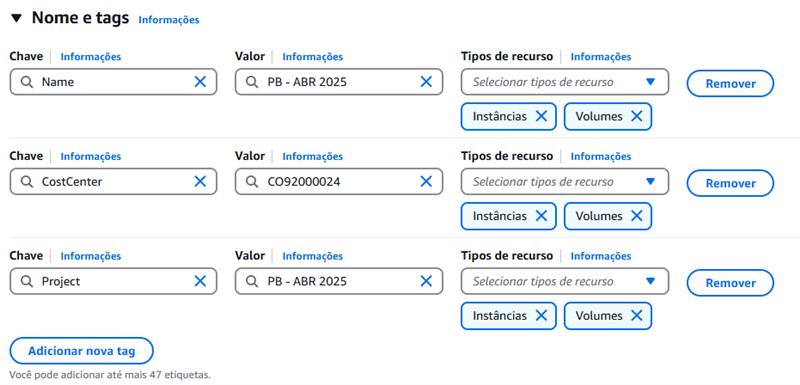 Nome e tags Informações
Chave Informações Valor Informações Tipos de recurso Informações
Name PB - ABR 2025 Selecionar tipos de recurso Remover
Instâncias Volumes
Chave Informações Valor Informações Tipos de recurso Informações
CostCenter CO92000024 Selecionar tipos de recurso Remover
Instâncias Volumes
Chave Informações Valor Informações Tipos de recurso Informações
Project PB - ABR 2025 Selecionar tipos de recurso Remover
Instâncias Volumes
Adicionar nova tag
Você pode adicionar até mais 47 etiquetas.